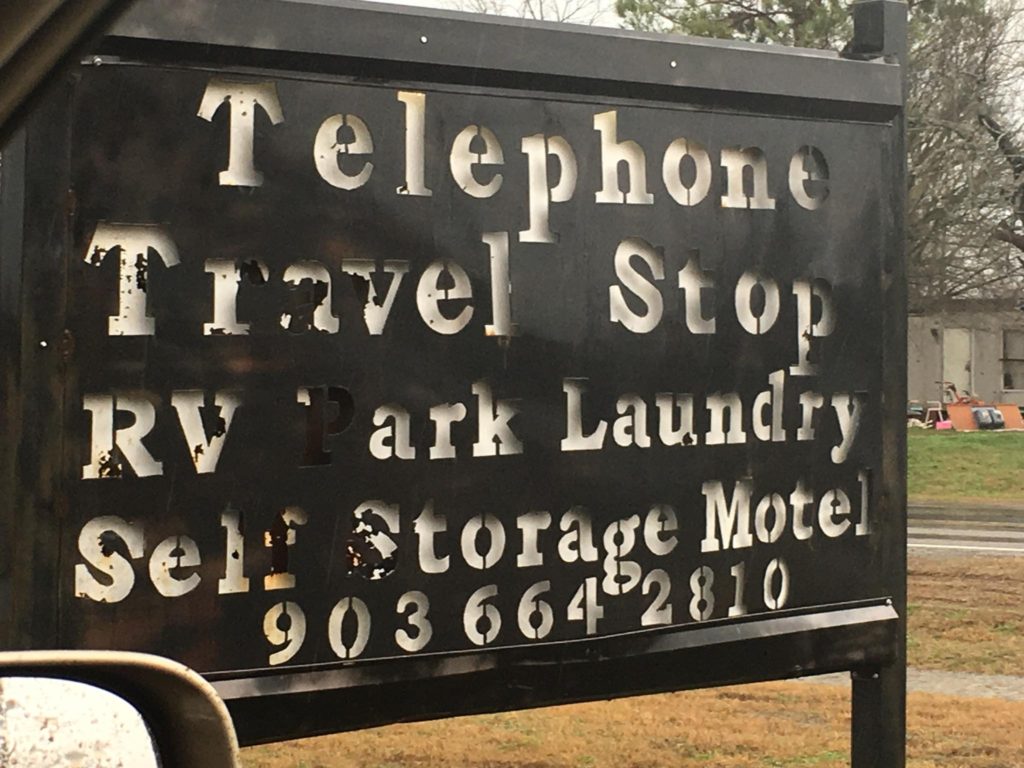 Telephone
Travel Stop
RV Park Laundry
Self Storage Motel
903 664 2810